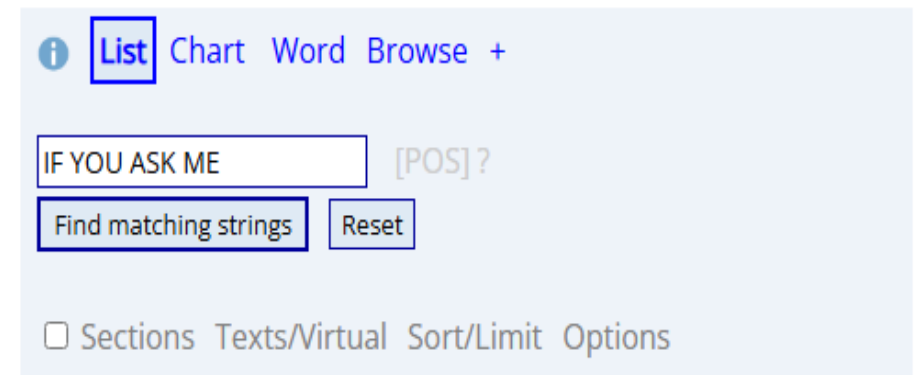 List Chart Word Browse +
IF YOU ASK ME [POS] ?
Find matching strings Reset
Sections Texts/Virtual Sort/Limit Options